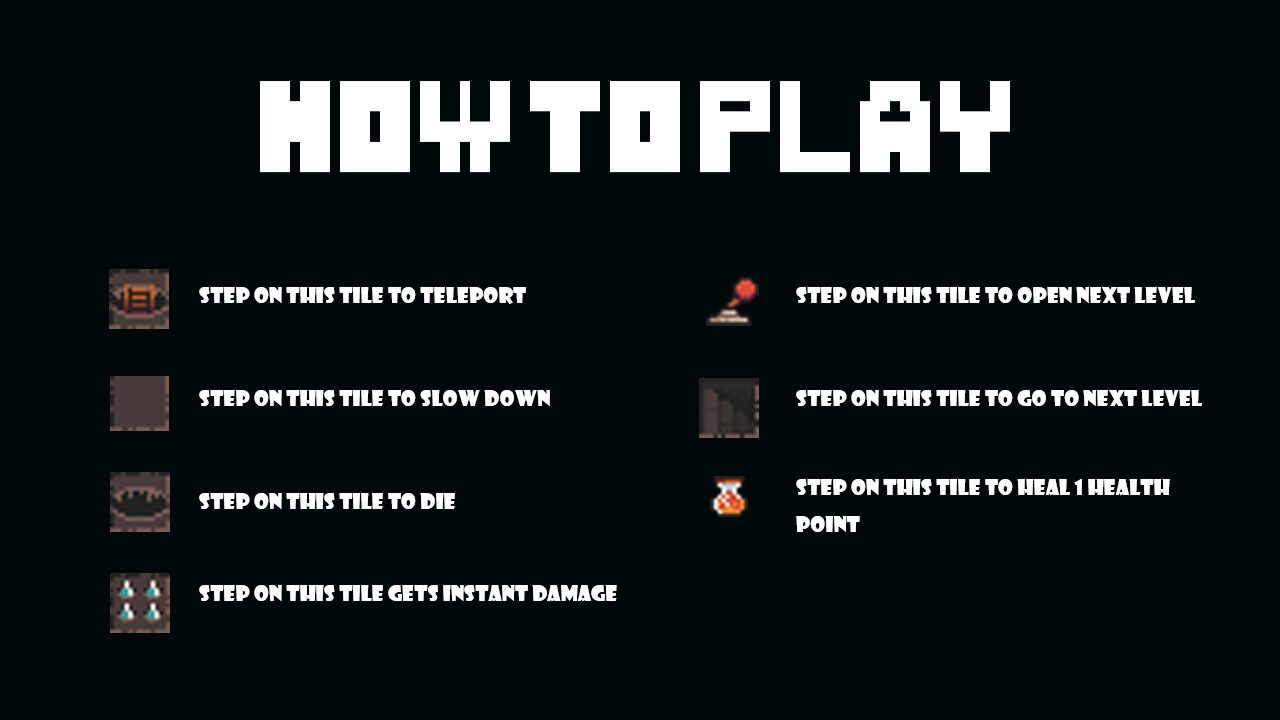 HOW TO PLAY
STEP ON THIS TILE TO TELEPORT
STEP ON THIS TILE TO SLOW DOWN
STEP ON THIS TILE TO DIE
STEP ON THIS TILE GETS INSTANT DAMAGE
STEP ON THIS TILE TO OPEN NEXT LEVEL
STEP ON THIS TILE TO GO TO NEXT LEVEL
STEP ON THIS TILE TO HEAL 1 HEALTH
POINT